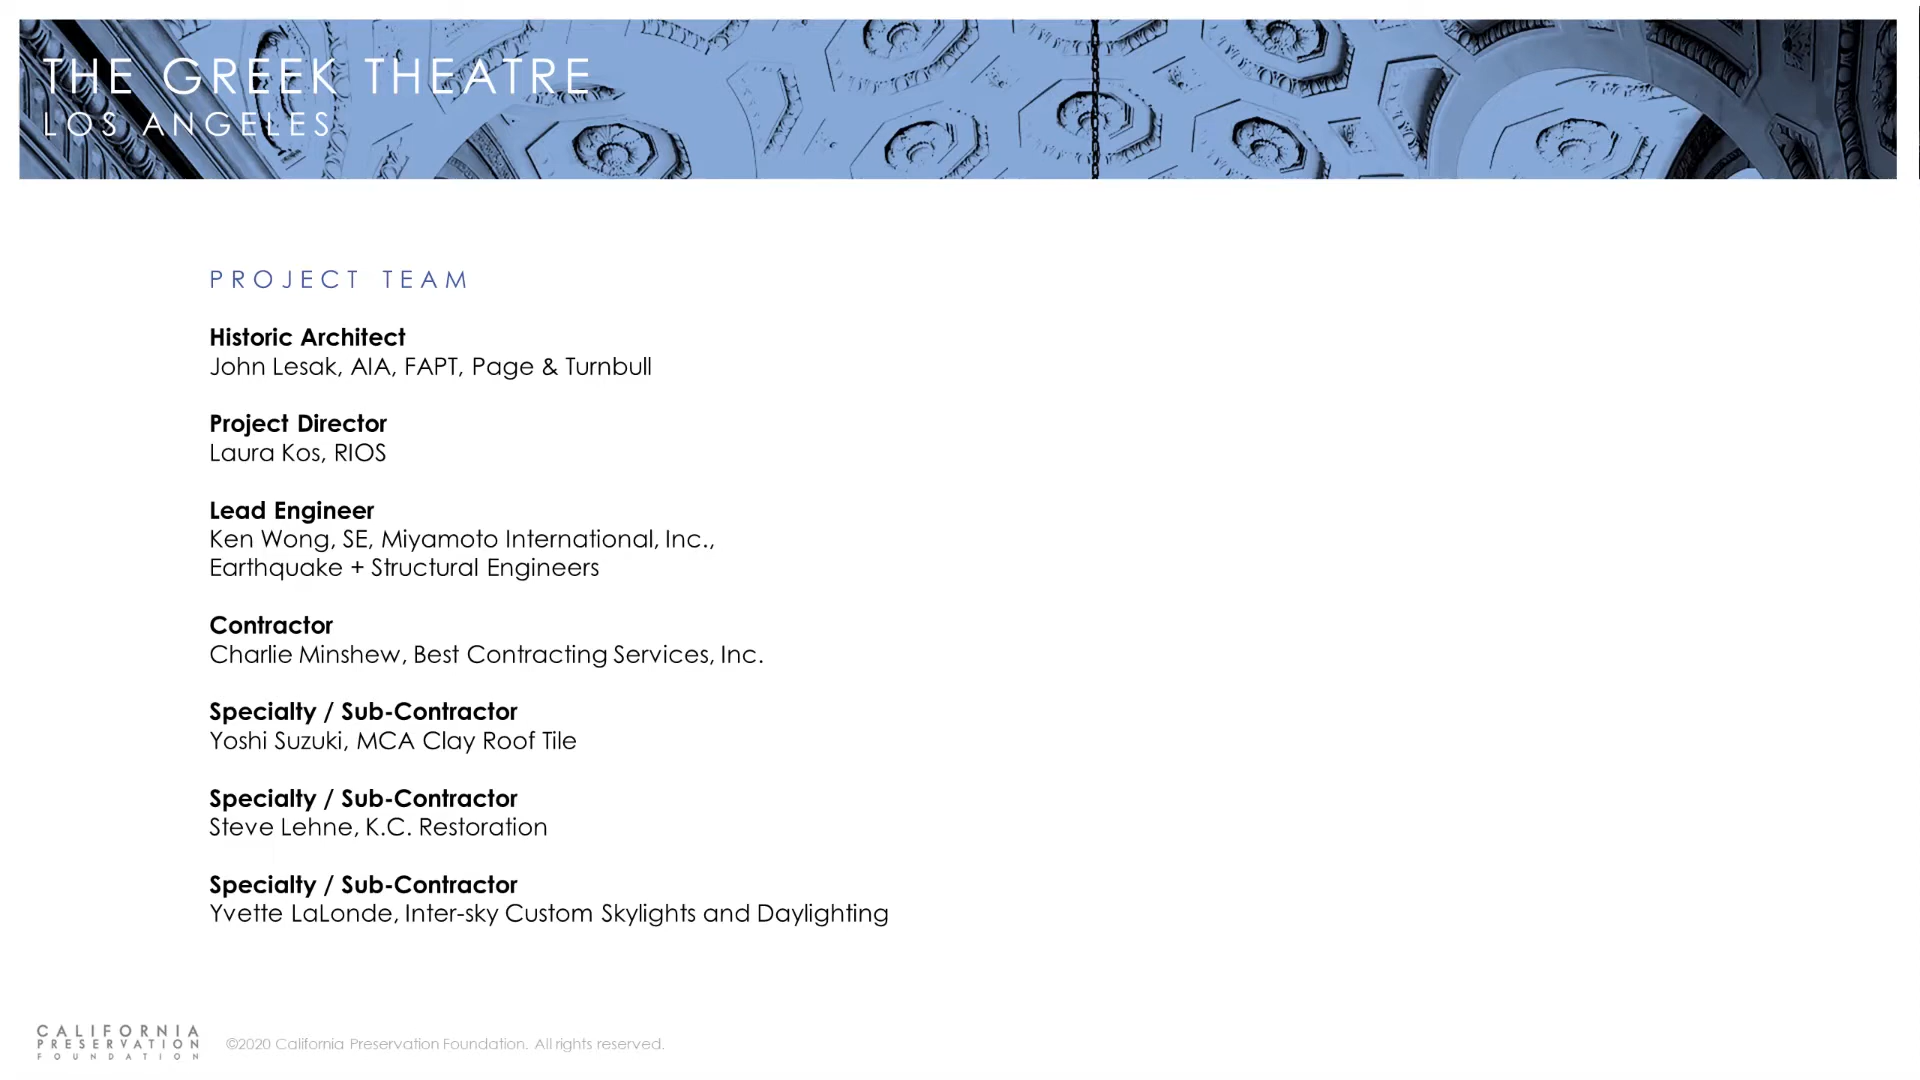 THE GREEK THEATRE
LOS ANGELES
PROJECT TEAM
Historic Architect
John Lesak, AIA, FAPT, Page & Turnbull
Project Director
Laura Kos, RIOS
Lead Engineer
Ken Wong, SE, Miyamoto International, Inc.,
Earthquake + Structural Engineers
Contractor
Charlie Minshew, Best Contracting Services, Inc.
Specialty / Sub-Contractor
Yoshi Suzuki, MCA Clay Roof Tile
Specialty / Sub-Contractor
Steve Lehne, K.C. Restoration
Specialty / Sub-Contractor
Yvette LaLonde, Inter-sky Custom Skylights and Daylighting
CALIFORNIA
PRESERVATION
FOUNDATION
©2020 California Preservation Foundation. All rights reserved.